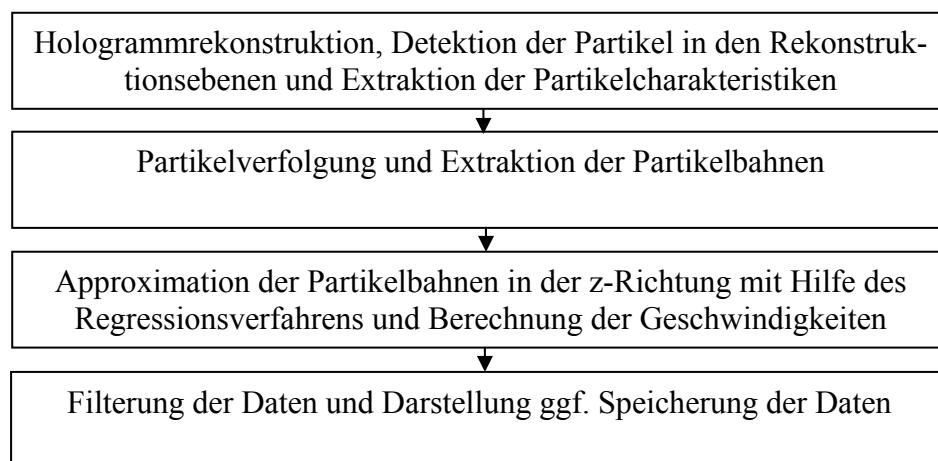 Hologrammrekonstruktion, Detektion der Partikel in den Rekonstruk-
tionsebenen und Extraktion der Partikelcharakteristiken
Partikelverfolgung und Extraktion der Partikelbahnen
Approximation der Partikelbahnen in der z-Richtung mit Hilfe des
Regressionsverfahrens und Berechnung der Geschwindigkeiten
Filterung der Daten und Darstellung ggf. Speicherung der Daten